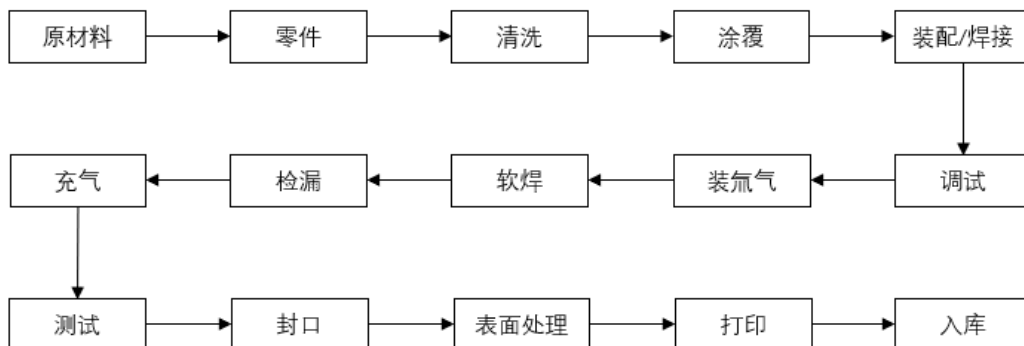 原材料
零件
清洗
涂覆
装配/焊接
调试
装氚气
软焊
检漏
充气
测试
封口
表面处理
打印
入库